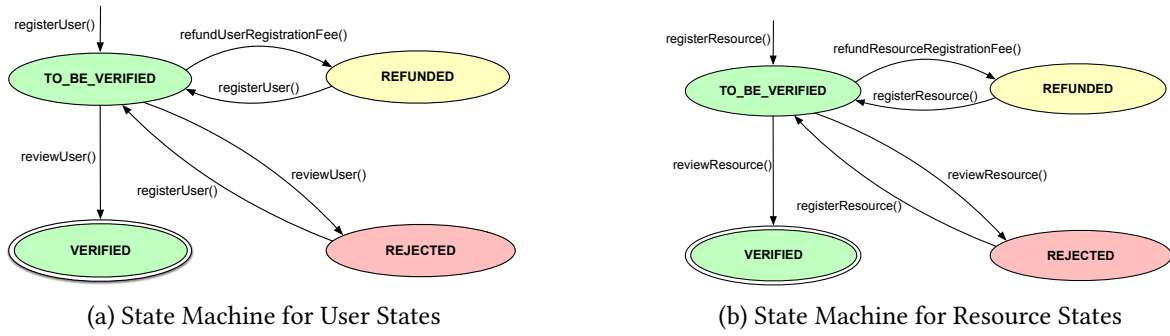 registerUser()
refundUserRegistrationFee()
TO_BE_VERIFIED
REFUNDED
registerUser()
reviewUser()
reviewUser()
registerUser()
VERIFIED
REJECTED
(a) State Machine for User States
registerResource()
refundResourceRegistrationFee()
TO_BE_VERIFIED
REFUNDED
registerResource()
reviewResource()
reviewResource()
registerResource()
VERIFIED
REJECTED
(b) State Machine for Resource States